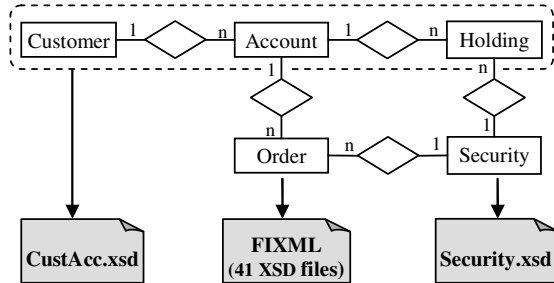 Customer 1 n Account 1 n Holding
1 n
n 1
Order n 1 Security
CustAcc.xsd
FIXML
(41 XSD files)
Security.xsd